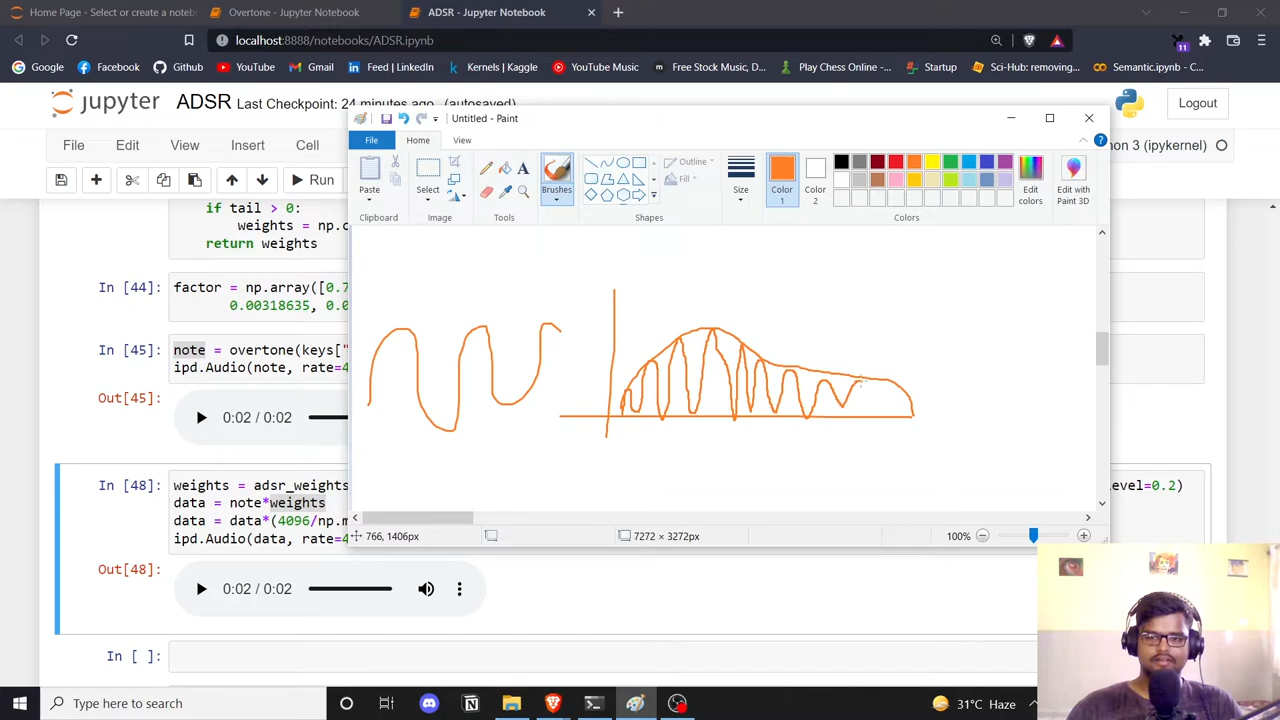 Home Page - Select or create a noteb
Overtone - Jupyter Notebook
ADSR - Jupyter Notebook
localhost:8888/notebooks/ADSR.ipynb
11
Google
Facebook
Github
YouTube
Gmail
Feed | LinkedIn
Kernels | Kaggle
YouTube Music
Free Stock Music, D...
Play Chess Online -...
Startup
Sci-Hub: removing...
Semantic.ipynb - C...
jupyter ADSR Last Checkpoint: 24 minutes ago (autosaved)
Logout
File Edit View Insert Cell
3 (ipykernel)
Run
Untitled - Paint
File Home View
Paste
Select
Brushes
Outline
Fill
Size
Color 1
Color 2
Edit colors
Edit with Paint 3D
Clipboard Image Tools Shapes Colors
if tail > 0:
weights = np.c
return weights
In [44]: factor = np.array([0.7
0.00318635, 0.0
In [45]: note = overtone(keys["
ipd.Audio(note, rate=4
Out[45]: 0:02 / 0:02
In [48]: weights = adsr_weights
evel=0.2)
data = note*weights
data = data*(4096/np.m
ipd.Audio(data, rate=4
766, 1406px
7272 × 3272px
100%
Out[48]: 0:02 / 0:02
In [ ]:
Type here to search
31°C Haze